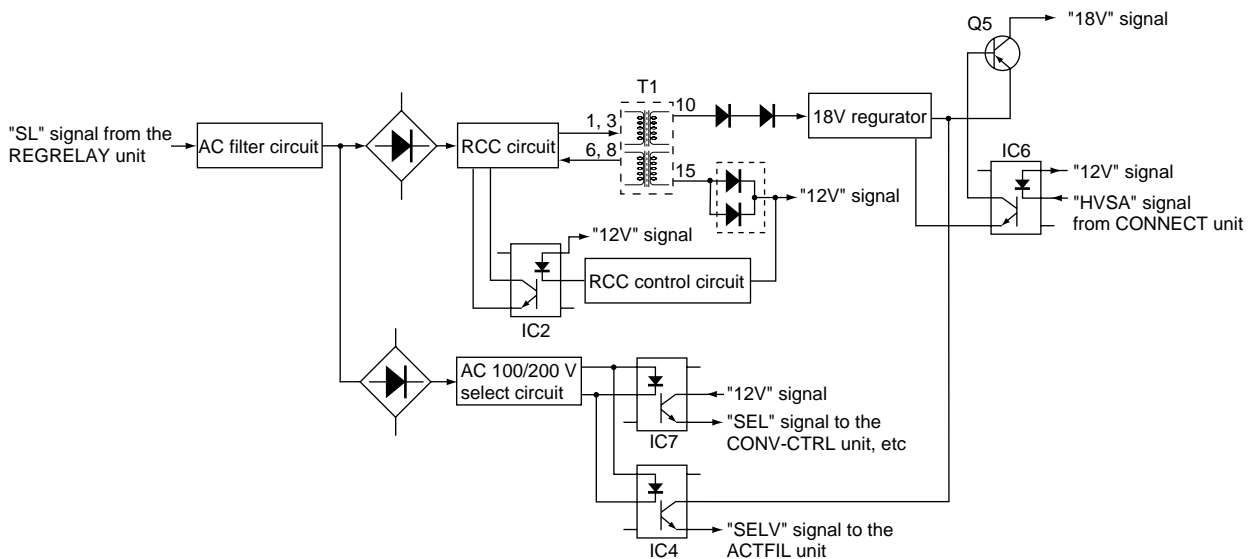 Q5
"18V" signal
T1
10
1, 3
"SL" signal from the
REGRELAY unit
AC filter circuit
RCC circuit
18V regurator
6, 8
15
IC6
"12V" signal
"12V" signal
"HVSA" signal
from CONNECT unit
"12V" signal
RCC control circuit
IC2
AC 100/200 V
select circuit
"12V" signal
"SEL" signal to the
CONV-CTRL unit, etc
IC7
"SELV" signal to the
ACTFIL unit
IC4